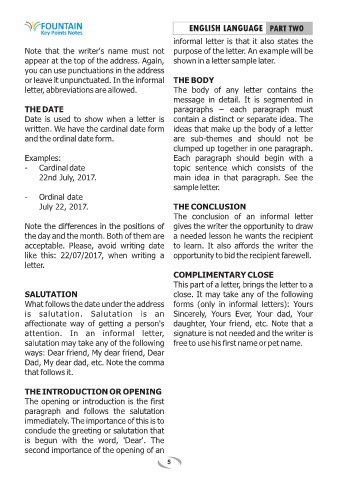 FOUNTAIN
Key Points Notes
ENGLISH LANGUAGE PART TWO
Note that the writer's name must not
appear at the top of the address. Again,
you can use punctuations in the address
or leave it unpunctuated. In the informal
letter, abbreviations are allowed.
THE DATE
Date is used to show when a letter is
written. We have the cardinal date form
and the ordinal date form.
Examples:
- Cardinal date
22nd July, 2017.
- Ordinal date
July 22, 2017.
Note the differences in the positions of
the day and the month. Both of them are
acceptable. Please, avoid writing date
like this: 22/07/2017, when writing a
letter.
SALUTATION
What follows the date under the address
is salutation. Salutation is an
affectionate way of getting a person's
attention. In an informal letter,
salutation may take any of the following
ways: Dear friend, My dear friend, Dear
Dad, My dear dad, etc. Note the comma
that follows it.
THE INTRODUCTION OR OPENING
The opening or introduction is the first
paragraph and follows the salutation
immediately. The importance of this is to
conclude the greeting or salutation that
is begun with the word, 'Dear'. The
second importance of the opening of an
informal letter is that it also states the
purpose of the letter. An example will be
shown in a letter sample later.
THE BODY
The body of any letter contains the
message in detail. It is segmented in
paragraphs – each paragraph must
contain a distinct or separate idea. The
ideas that make up the body of a letter
are sub-themes and should not be
clumped up together in one paragraph.
Each paragraph should begin with a
topic sentence which consists of the
main idea in that paragraph. See the
sample letter.
THE CONCLUSION
The conclusion of an informal letter
gives the writer the opportunity to draw
a needed lesson he wants the recipient
to learn. It also affords the writer the
opportunity to bid the recipient farewell.
COMPLIMENTARY CLOSE
This part of a letter, brings the letter to a
close. It may take any of the following
forms (only in informal letters): Yours
Sincerely, Yours Ever, Your dad, Your
daughter, Your friend, etc. Note that a
signature is not needed and the writer is
free to use his first name or pet name.
5